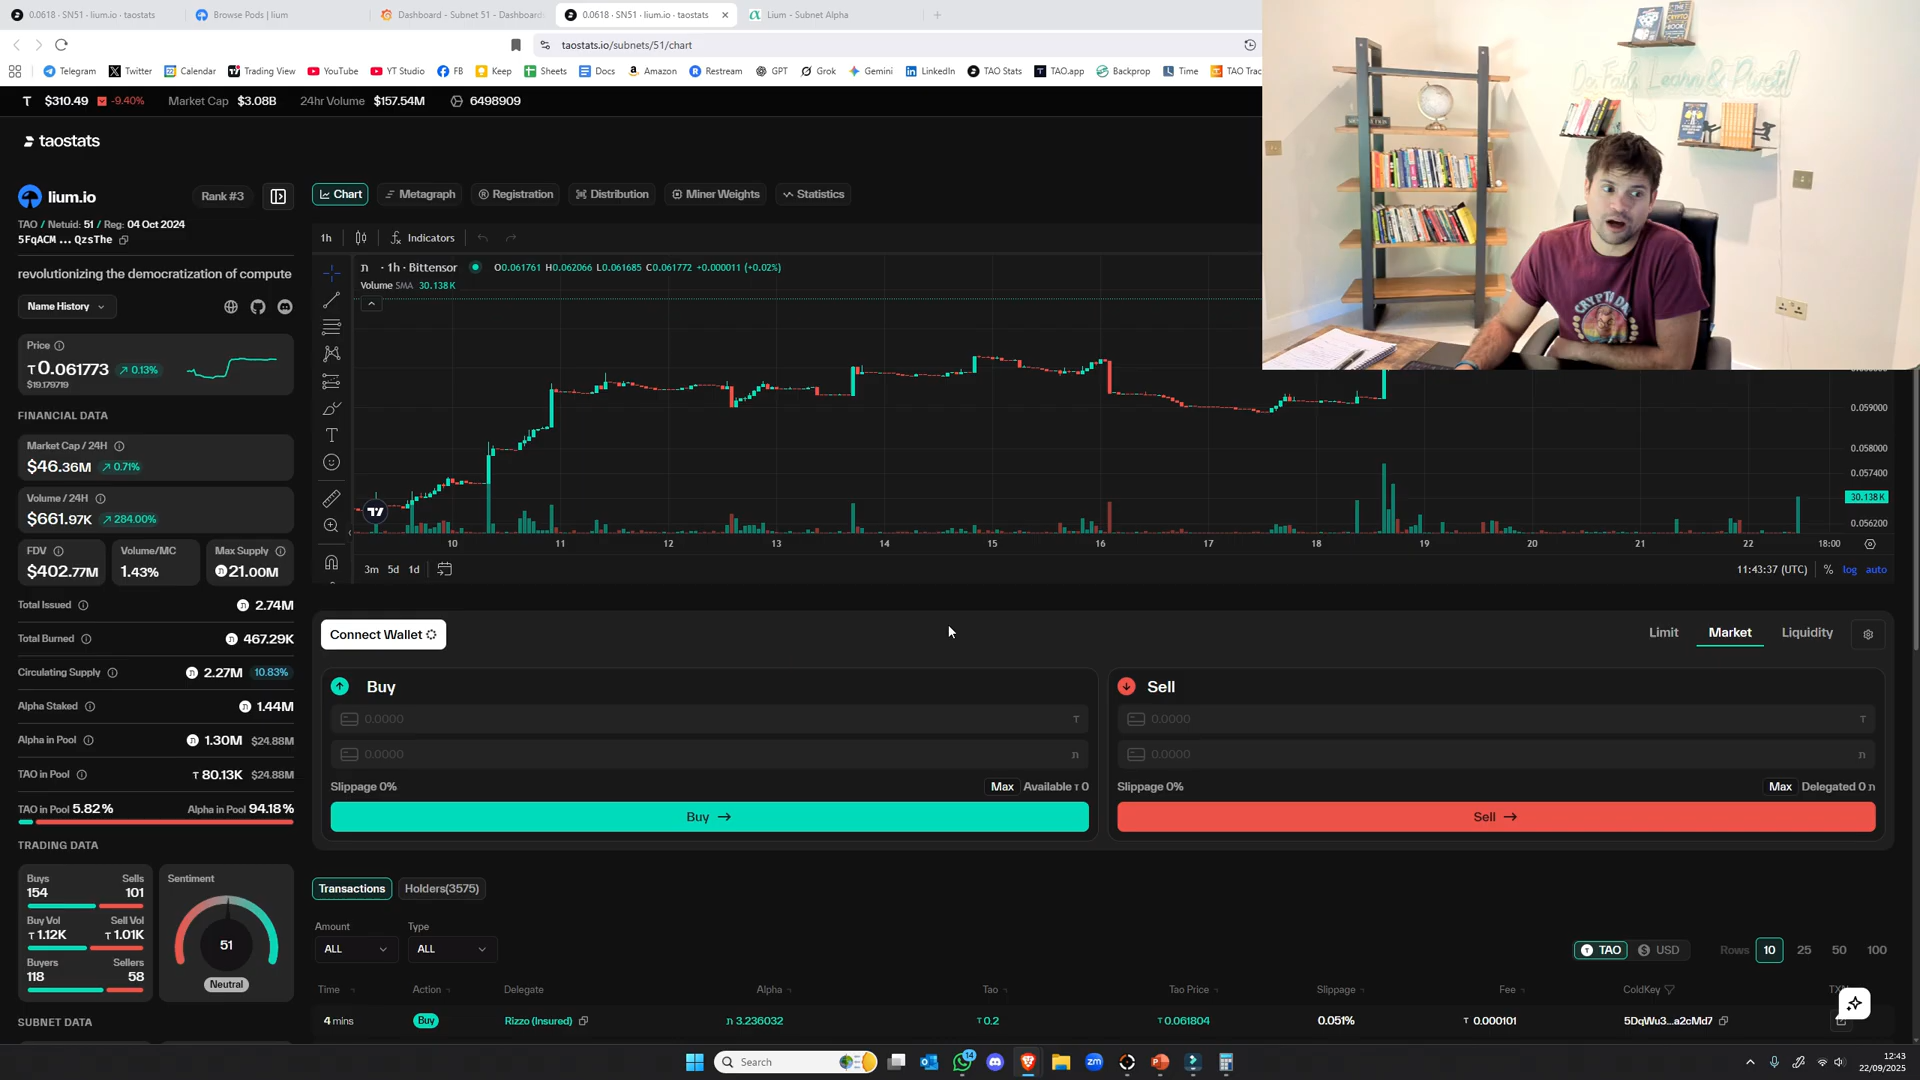 0.0618 · SN51 · lium.io · taostats
Browse Pods | lium
Dashboard - Subnet 51 - Dashboard
0.0618 · SN51 · lium.io · taostats
Lium - Subnet Alpha
taostats.io/subnets/51/chart
Telegram
Twitter
Calendar
Trading View
YouTube
YT Studio
FB
Keep
Sheets
Docs
Amazon
Restream
GPT
Grok
Gemini
LinkedIn
TAO Stats
TAO.app
Backprop
Time
TAO Trac
$310.49 -9.40% Market Cap $3.08B 24hr Volume $157.54M 6498909
taostats
Do, Fail, Learn & Pivot!
lium.io Rank #3
TAO / Netuid: 51 / Reg: 04 Oct 2024
5FqACM ... QzsThe
revolutionizing the democratization of compute
Name History
Price
0.061773 0.13%
$19.179719
FINANCIAL DATA
Market Cap / 24H
$46.36M 0.71%
Volume / 24H
$661.97K 284.00%
FDV Volume/MC Max Supply
$402.77M 1.43% 21.00M
Total Issued 2.74M
Total Burned 467.29K
Circulating Supply 2.27M 10.83%
Alpha Staked 1.44M
Alpha in Pool 1.30M $24.88M
TAO in Pool 80.13K $24.88M
TAO in Pool 5.82% Alpha in Pool 94.18%
TRADING DATA
Buys Sells
154 101
Buy Vol Sell Vol
1.12K 1.01K
Buyers Sellers
118 58
Sentiment
51
Neutral
SUBNET DATA
Chart Metagraph Registration Distribution Miner Weights Statistics
1h Indicators
· 1h · Bittensor O0.061761 H0.062066 L0.061685 C0.061772 +0.000011 (+0.02%)
Volume SMA 30.138K
CRYPTO DA
0.059000
0.058000
0.057400
30.138K
0.056200
10 11 12 13 14 15 16 17 18 19 20 21 22 18:00
3m 5d 1d
11:43:37 (UTC) % log auto
Connect Wallet
Limit Market Liquidity
Buy
0.0000
0.0000
Slippage 0% Max Available τ 0
Buy →
Sell
0.0000
0.0000
Slippage 0% Max Delegated 0
Sell →
Transactions Holders(3575)
Amount Type
ALL ALL
TAO USD Rows 10 25 50 100
Time Action Delegate Alpha Tao Tao Price Slippage Fee ColdKey
4 mins Buy Rizzo (Insured) 3.236032 τ 0.2 τ 0.061804 0.051% τ 0.000101 5DqWu3...a2cMd7
Search
14
12:43
22/09/2025